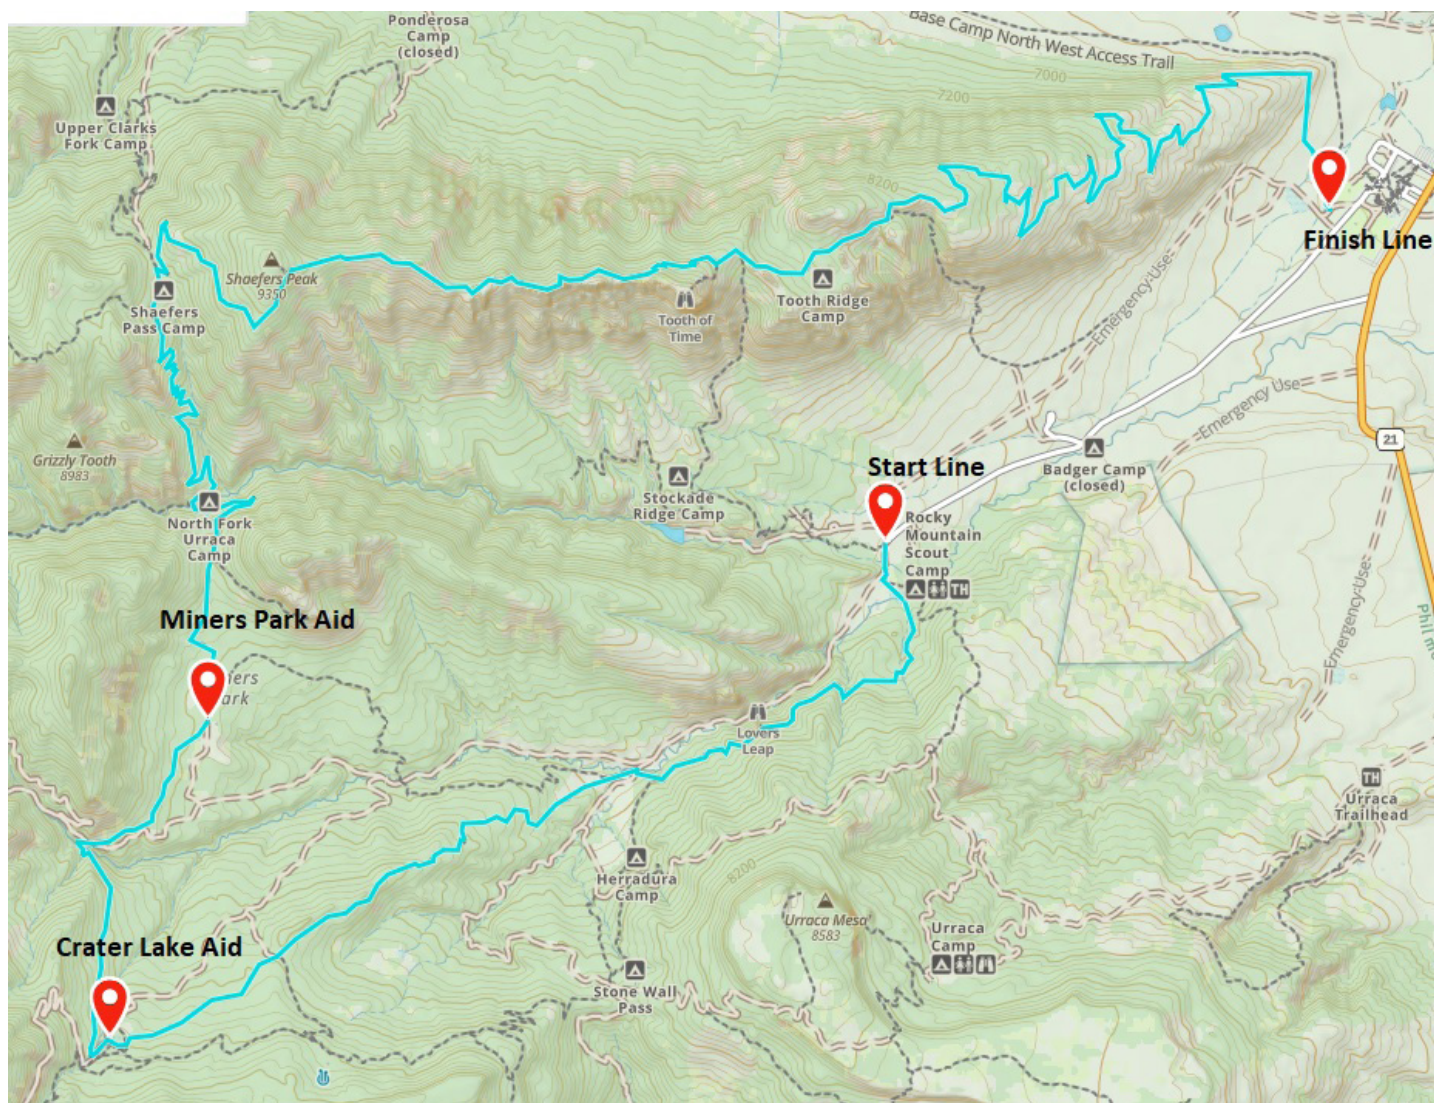 Ponderosa
Camp
(closed)
Base Camp North West Access Trail
7000
7200
Upper Clarks
Fork Camp
8200
Finish Line
Shaefers Peak
9350
Shaefers
Pass Camp
Tooth of
Time
Tooth Ridge
Camp
Emergency Use
Emergency Use
21
Grizzly Tooth
8983
Start Line
Badger Camp
(closed)
Stockade
Ridge Camp
North Fork
Urraca
Camp
Rocky
Mountain
Scout
Camp
TH
Emergency Use
Miners Park Aid
ners
ark
Lovers
Leap
TH
Urraca
Trailhead
Herradura
Camp
8200
Urraca Mesa
8583
Urraca
Camp
Crater Lake Aid
Stone Wall
Pass